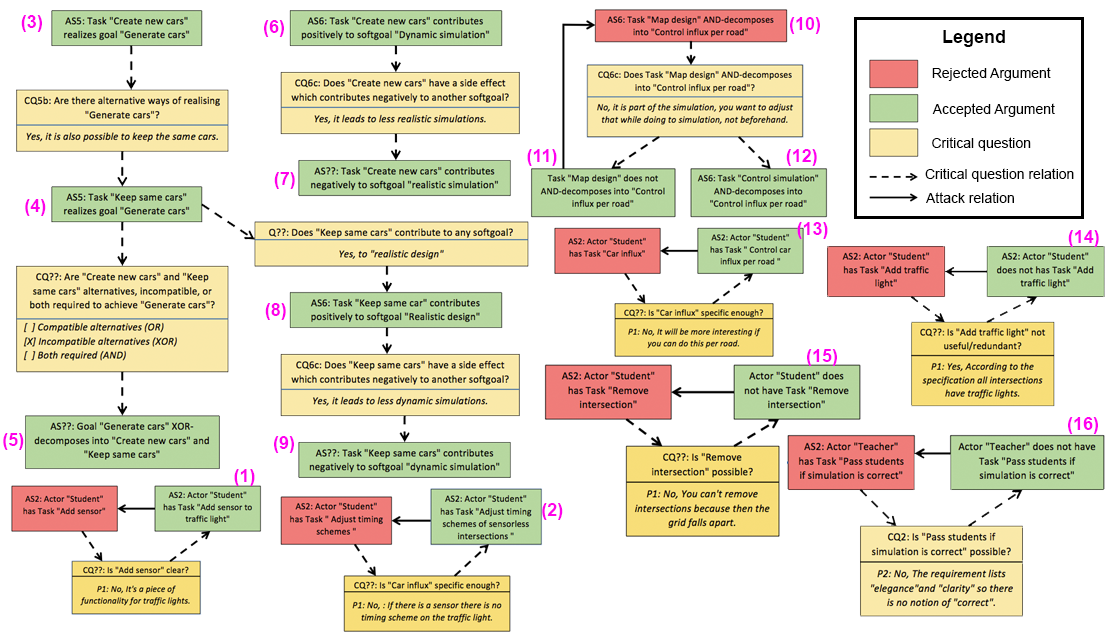 (3)
AS5: Task "Create new cars"
realizes goal "Generate cars"
CQ5b: Are there alternative ways of realising
"Generate cars"?
Yes, it is also possible to keep the same cars.
(4)
AS5: Task "Keep same cars"
realizes goal "Generate cars"
CQ??: Are "Create new cars" and "Keep
same cars" alternatives, incompatible, or
both required to achieve "Generate cars"?
[ ] Compatible alternatives (OR)
[X] Incompatible alternatives (XOR)
[ ] Both required (AND)
(5)
AS??: Goal "Generate cars" XOR-
decomposes into "Create new cars" and
"Keep same cars"
(1)
AS2: Actor "Student"
has Task "Add sensor"
AS2: Actor "Student"
has Task "Add sensor to
traffic light"
CQ??: Is "Add sensor" clear?
P1: No, It's a piece of
functionality for traffic lights.
(6)
AS6: Task "Create new cars" contributes
positively to softgoal "Dynamic simulation"
CQ6c: Does "Create new cars" have a side effect
which contributes negatively to another softgoal?
Yes, it leads to less realistic simulations.
(7)
AS??: Task "Create new cars" contributes
negatively to softgoal "realistic simulation"
Q??: Does "Keep same cars" contribute to any softgoal?
Yes, to "realistic design"
(8)
AS6: Task "Keep same car" contributes
positively to softgoal "Realistic design"
CQ6c: Does "Keep same cars" have a side effect
which contributes negatively to another softgoal?
Yes, it leads to less dynamic simulations.
(9)
AS??: Task "Keep same cars" contributes
negatively to softgoal "dynamic simulation"
(2)
AS2: Actor "Student"
has Task " Adjust timing
schemes "
AS2: Actor "Student"
has Task "Adjust timing
schemes of sensorless
intersections "
CQ??: Is "Car influx" specific enough?
P1: No, : If there is a sensor there is no
timing scheme on the traffic light.
(10)
AS6: Task "Map design" AND-decomposes
into "Control influx per road"
CQ6c: Does Task "Map design" AND-decomposes
into "Control influx per road"?
No, it is part of the simulation, you want to adjust
that while doing to simulation, not beforehand.
(11)
Task "Map design" does not
AND-decomposes into "Control
influx per road"
(12)
AS6: Task "Control simulation"
AND-decomposes into
"Control influx per road"
(13)
AS2: Actor "Student"
has Task "Car influx"
AS2: Actor "Student"
has Task " Control car
influx per road "
CQ??: Is "Car influx" specific enough?
P1: No, It will be more interesting if
you can do this per road.
(15)
AS2: Actor "Student"
has Task "Remove
intersection"
Actor "Student" does
not have Task "Remove
intersection"
CQ??: Is "Remove
intersection" possible?
P1: No, You can't remove
intersections because then the
grid falls apart.
Legend
Rejected Argument
Accepted Argument
Critical question
Critical question relation
Attack relation
(14)
AS2: Actor "Student"
has Task "Add traffic
light"
AS2: Actor "Student"
does not has Task "Add
traffic light"
CQ??: Is "Add traffic light" not
useful/redundant?
P1: Yes, According to the
specification all intersections
have traffic lights.
(16)
AS2: Actor "Teacher"
has Task "Pass students
if simulation is correct"
Actor "Teacher" does not have
Task "Pass students if
simulation is correct"
CQ2: Is "Pass students if
simulation is correct" possible?
P2: No, The requirement lists
"elegance"and "clarity" so there
is no notion of "correct".